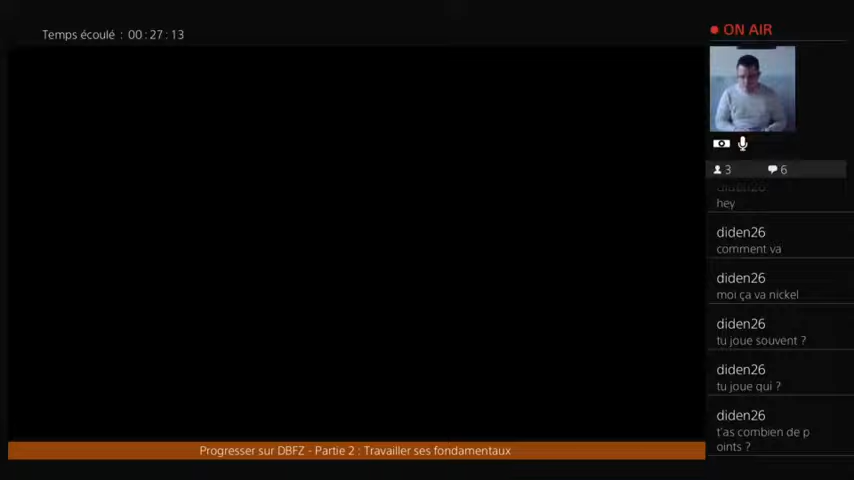 Temps écoulé : 00:27:13
ON AIR
3
6
diden26
hey
diden26
comment va
diden26
moi ça va nickel
diden26
tu joue souvent ?
diden26
tu joue qui ?
diden26
t'as combien de p
oints ?
Progresser sur DBFZ - Partie 2 : Travailler ses fondamentaux